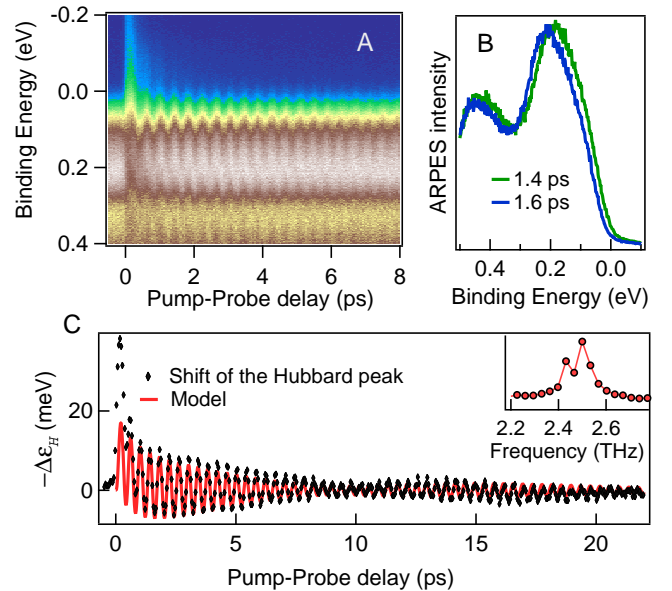 A
-0.2
0.0
0.2
0.4
Binding Energy (eV)
0
2
4
6
8
Pump-Probe delay (ps)
B
ARPES intensity
1.4 ps
1.6 ps
0.4
0.2
0.0
Binding Energy (eV)
C
−Δε_H (meV)
20
0
Shift of the Hubbard peak
Model
2.2
2.4
2.6
Frequency (THz)
0
5
10
15
20
Pump-Probe delay (ps)